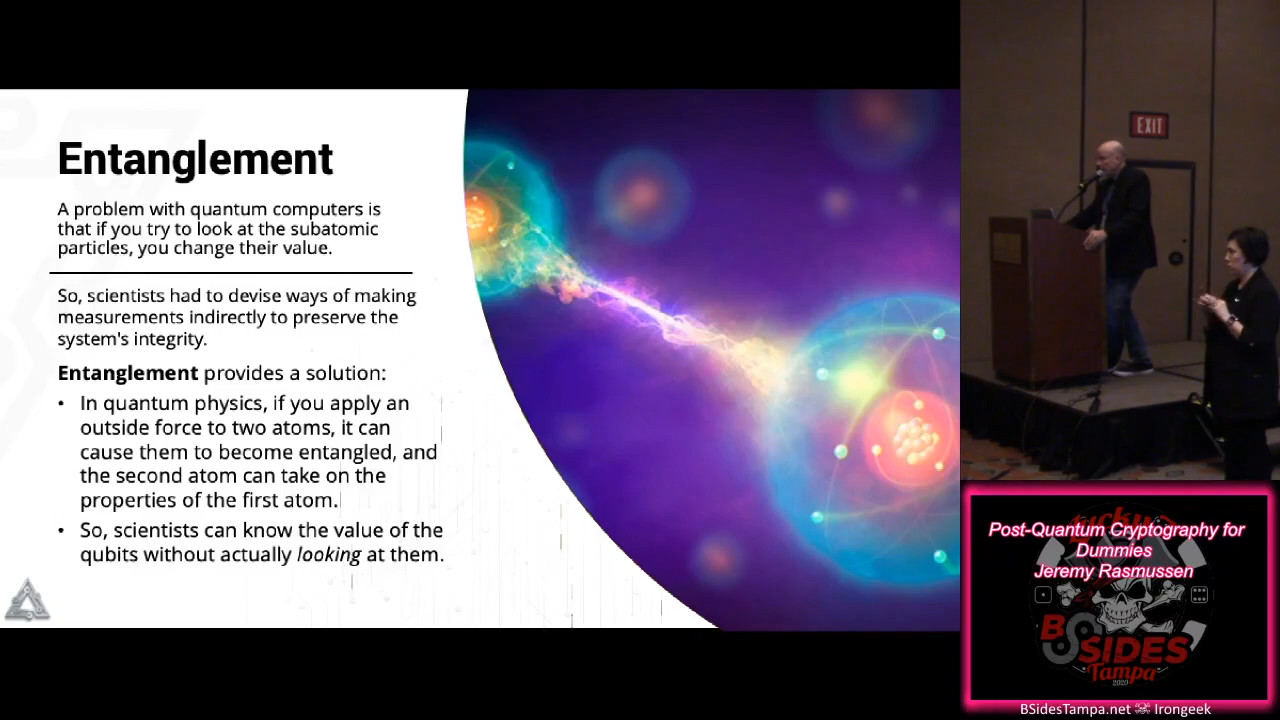 Entanglement
A problem with quantum computers is
that if you try to look at the subatomic
particles, you change their value.
So, scientists had to devise ways of making
measurements indirectly to preserve the
system's integrity.
Entanglement provides a solution:
• In quantum physics, if you apply an
outside force to two atoms, it can
cause them to become entangled, and
the second atom can take on the
properties of the first atom.
• So, scientists can know the value of the
qubits without actually looking at them.
EXIT
Post-Quantum Cryptography for
Dummies
Jeremy Rasmussen
B
SIDES
Tampa
2020
BSidesTampa.net Irongeek